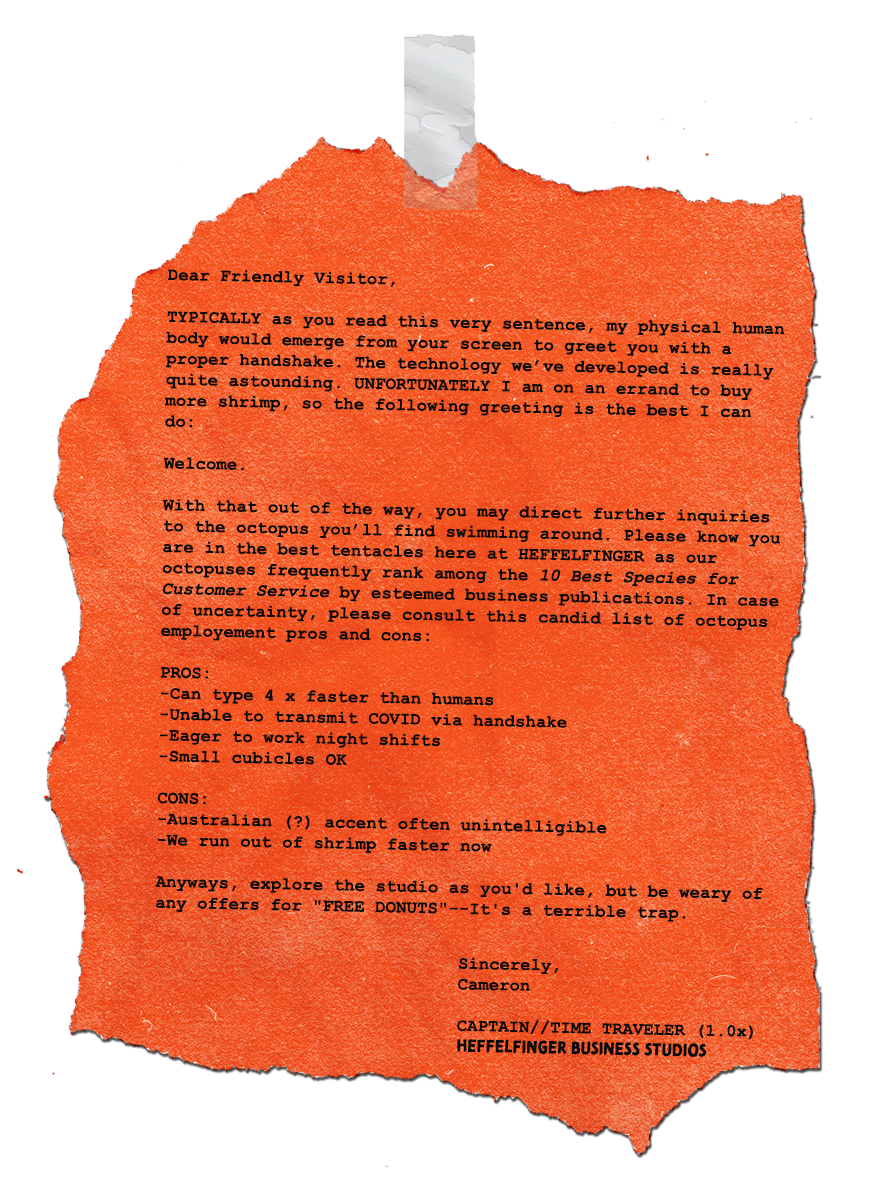 Dear Friendly Visitor,
TYPICALLY as you read this very sentence, my physical human
body would emerge from your screen to greet you with a
proper handshake. The technology we've developed is really
quite astounding. UNFORTUNATELY I am on an errand to buy
more shrimp, so the following greeting is the best I can
do:
Welcome.
With that out of the way, you may direct further inquiries
to the octopus you'll find swimming around. Please know you
are in the best tentacles here at HEFFELFINGER as our
octopuses frequently rank among the 10 Best Species for
Customer Service by esteemed business publications. In case
of uncertainty, please consult this candid list of octopus
employement pros and cons:
PROS:
-Can type 4 x faster than humans
-Unable to transmit COVID via handshake
-Eager to work night shifts
-Small cubicles OK
CONS:
-Australian (?) accent often unintelligible
-We run out of shrimp faster now
Anyways, explore the studio as you'd like, but be weary of
any offers for "FREE DONUTS"--It's a terrible trap.
Sincerely,
Cameron
CAPTAIN//TIME TRAVELER (1.0x)
HEFFELFINGER BUSINESS STUDIOS